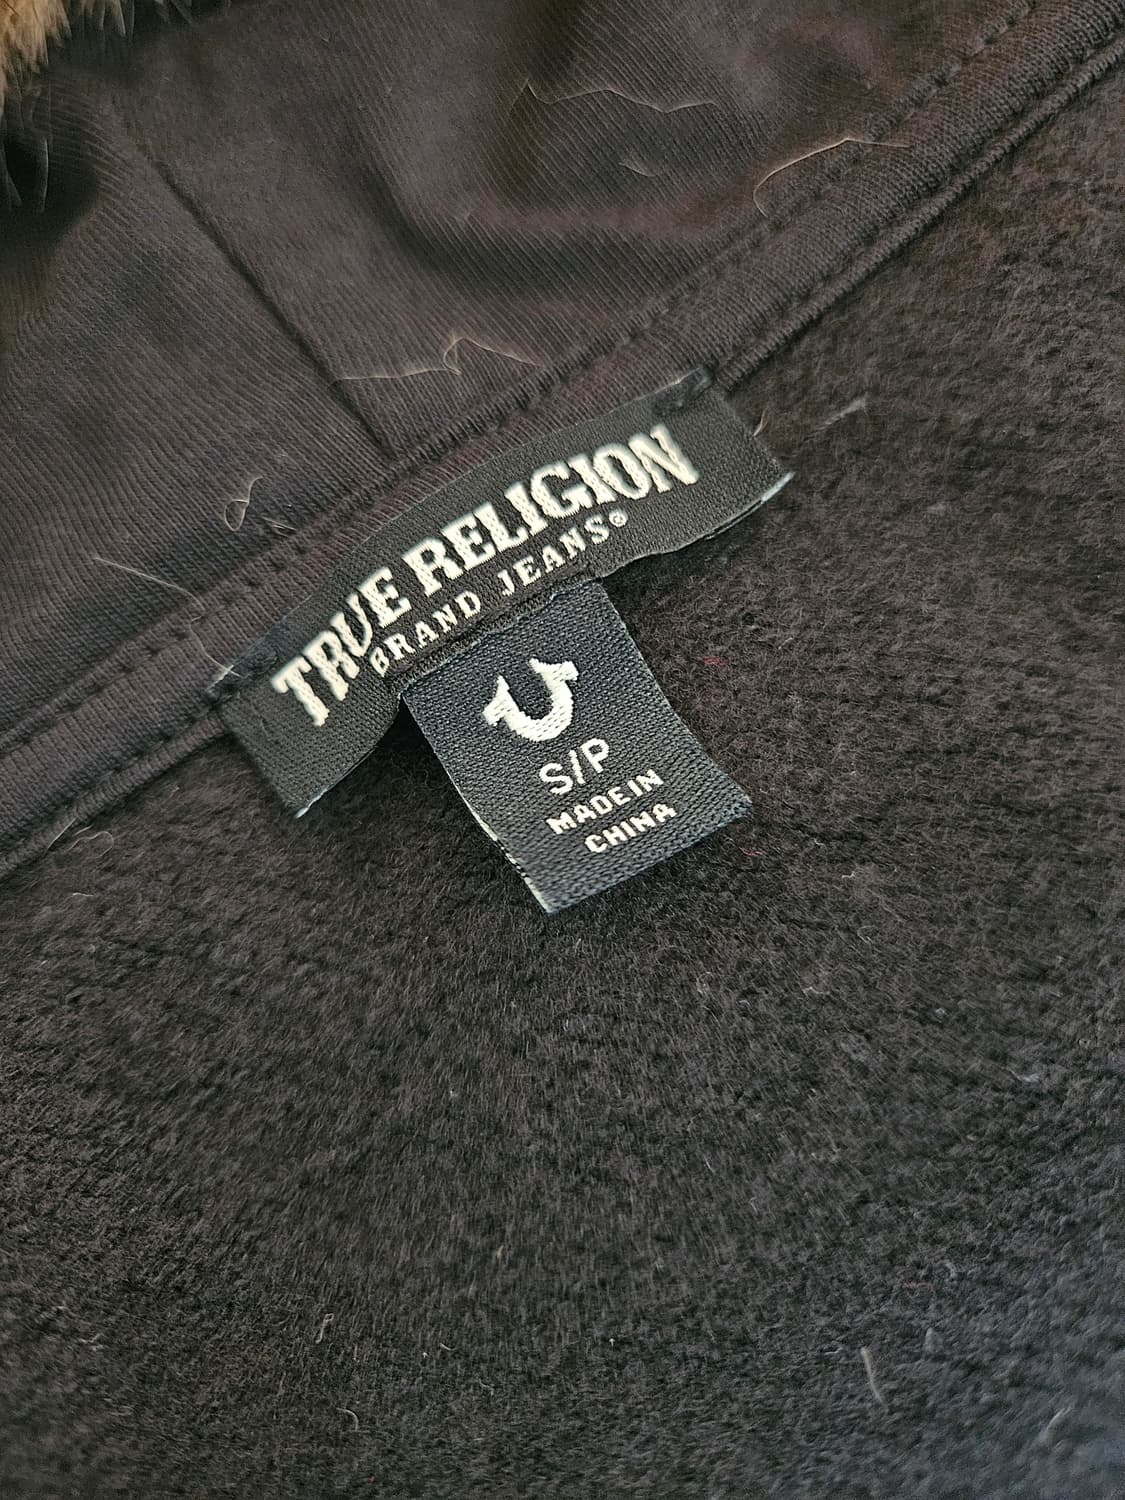 TRUE RELIGION
BRAND JEANS®
S/P
MADE IN
CHINA